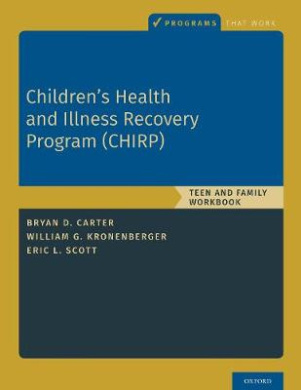 ✓ PROGRAMS THAT WORK
Children's Health
and Illness Recovery
Program (CHIRP)
TEEN AND FAMILY
WORKBOOK
BRYAN D. CARTER
WILLIAM G. KRONENBERGER
ERIC L. SCOTT
OXFORD